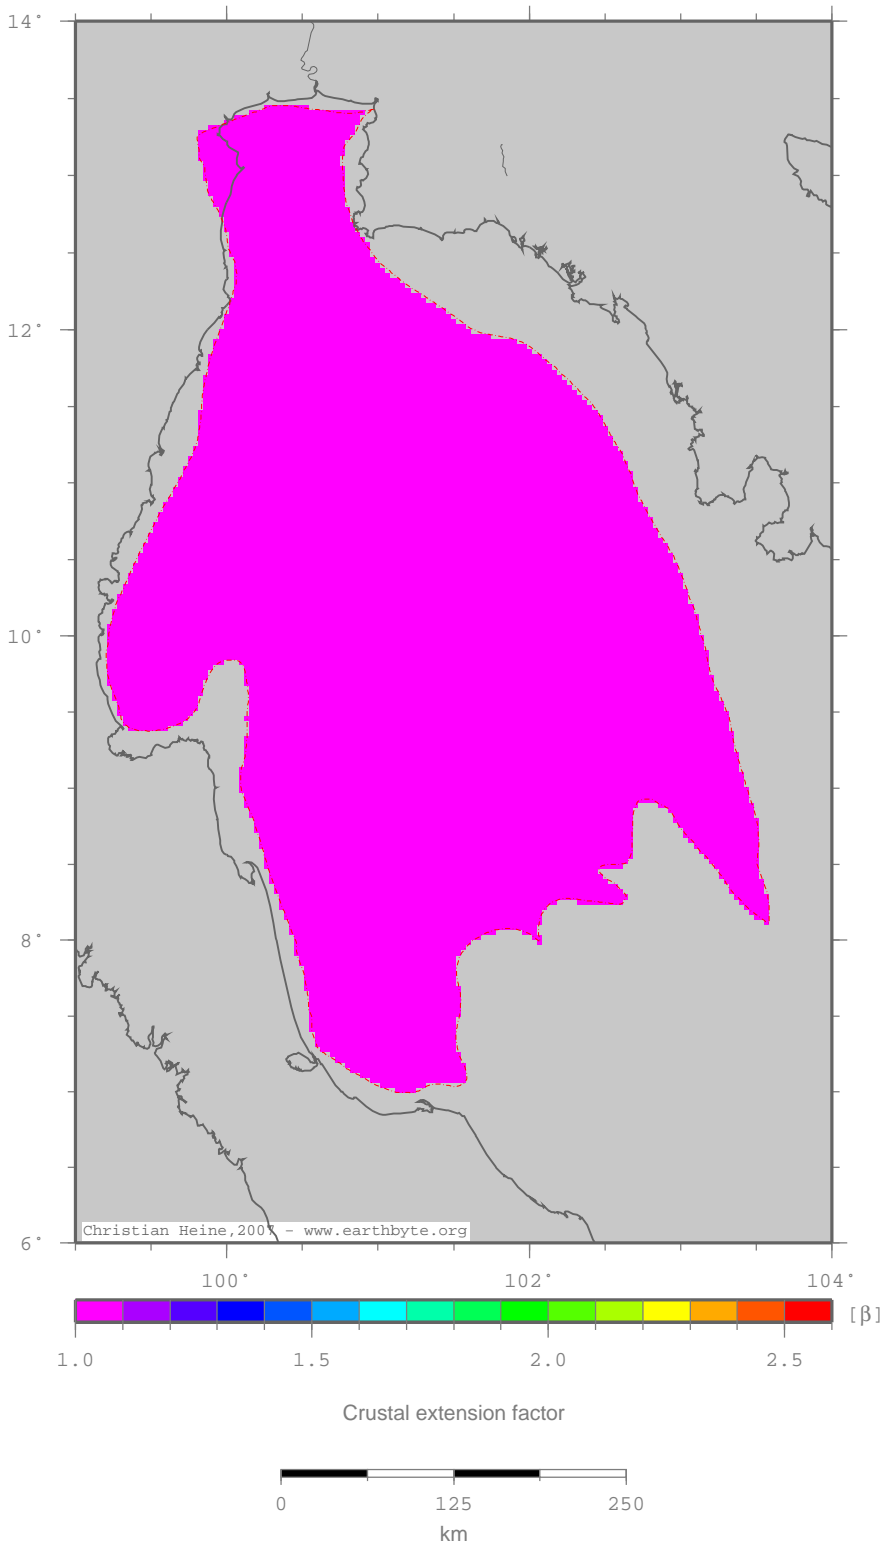 14°
12°
10°
8°
6°
Christian Heine, 2007 - www.earthbyte.org
100° 102° 104°
[β]
1.0 1.5 2.0 2.5
Crustal extension factor
0 125 250
km